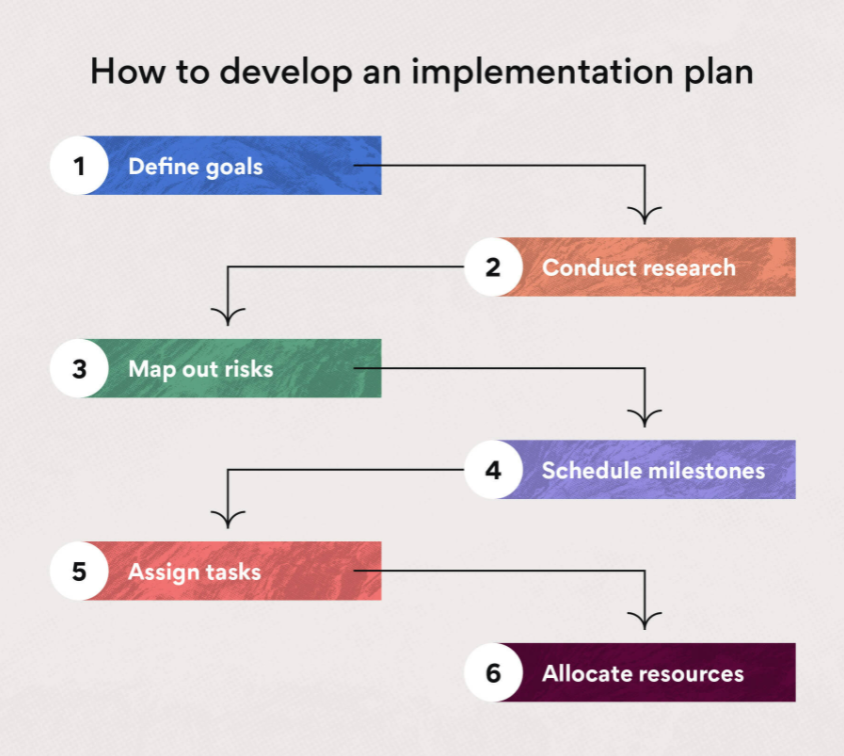 How to develop an implementation plan
1 Define goals
2 Conduct research
3 Map out risks
4 Schedule milestones
5 Assign tasks
6 Allocate resources